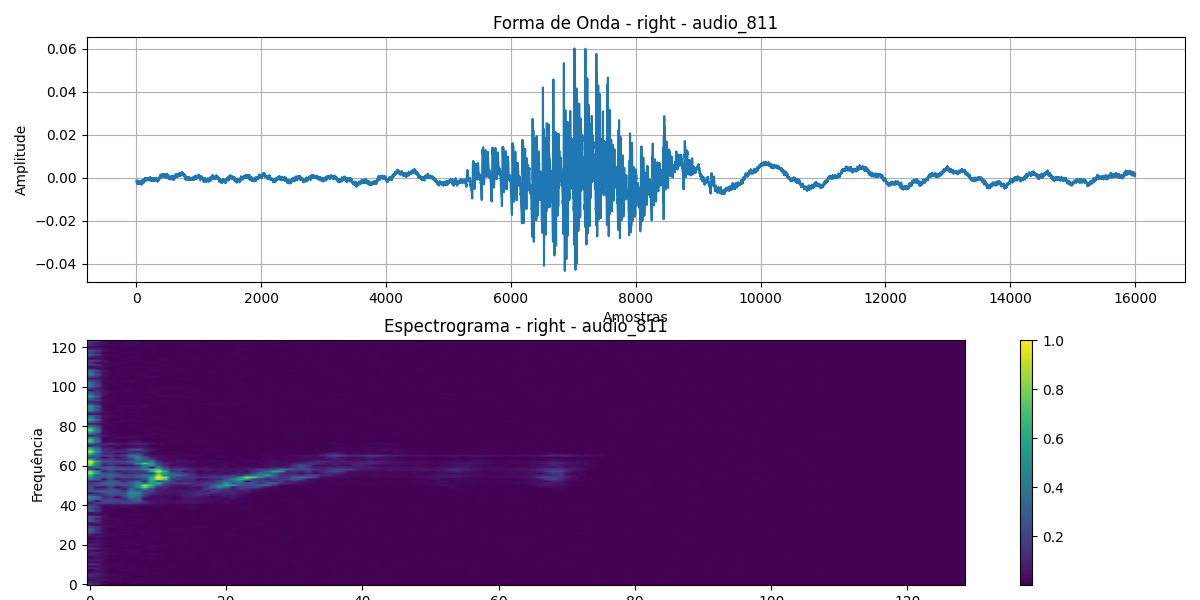 Forma de Onda - right - audio_811
0.06
0.04
0.02
0.00
−0.02
−0.04
Amplitude
0 2000 4000 6000 8000 10000 12000 14000 16000
Amostras
Espectrograma - right - audio_811
120
100
80
60
40
20
0
Frequência
0 20 40 60 80 100 120
1.0
0.8
0.6
0.4
0.2